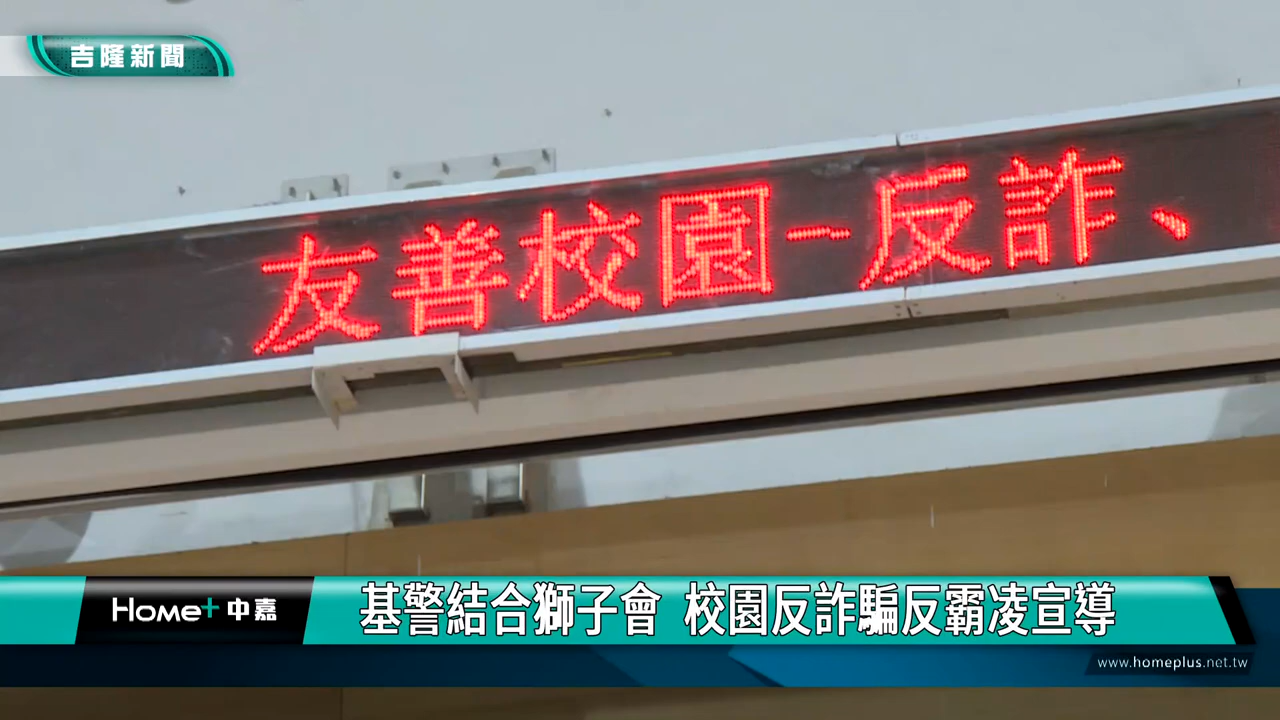 吉隆新聞
友善校園-反詐、
Home+中嘉
基警結合獅子會 校園反詐騙反霸凌宣導
www.homeplus.net.tw